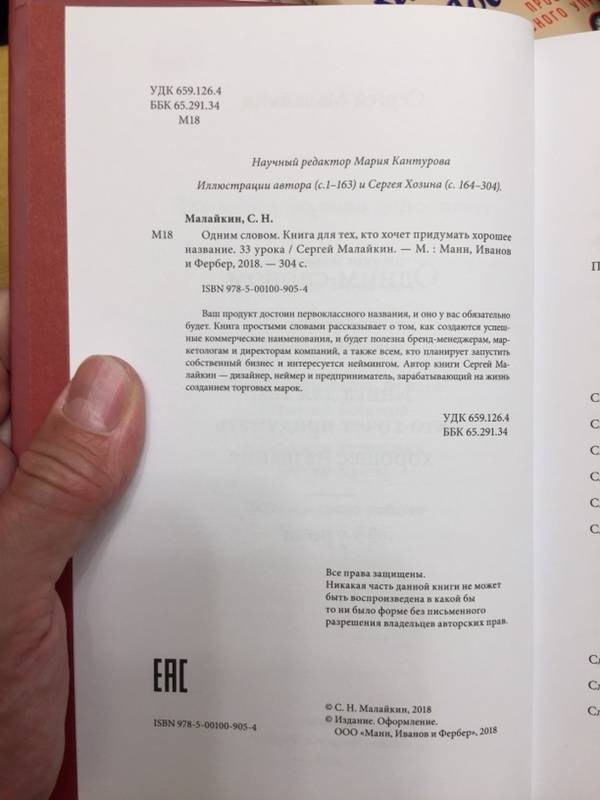 УДК 659.126.4
ББК 65.291.34
М18
Научный редактор Мария Кантурова
Иллюстрации автора (с.1–163) и Сергея Хозина (с. 164–304).
Малайкин, С. Н.
М18 Одним словом. Книга для тех, кто хочет придумать хорошее
название. 33 урока / Сергей Малайкин. — М. : Манн, Иванов
и Фербер, 2018. — 304 с.
ISBN 978-5-00100-905-4
Ваш продукт достоин первоклассного названия, и оно у вас обязательно
будет. Книга простыми словами рассказывает о том, как создаются успеш-
ные коммерческие наименования, и будет полезна бренд-менеджерам, мар-
кетологам и директорам компаний, а также всем, кто планирует запустить
собственный бизнес и интересуется неймингом. Автор книги Сергей Ма-
лайкин — дизайнер, неймер и предприниматель, зарабатывающий на жизнь
созданием торговых марок.
УДК 659.126.4
ББК 65.291.34
Все права защищены.
Никакая часть данной книги не может
быть воспроизведена в какой бы
то ни было форме без письменного
разрешения владельцев авторских прав.
ЕАС
ISBN 978-5-00100-905-4
© С. Н. Малайкин, 2018
© Издание. Оформление.
ООО «Манн, Иванов и Фербер», 2018